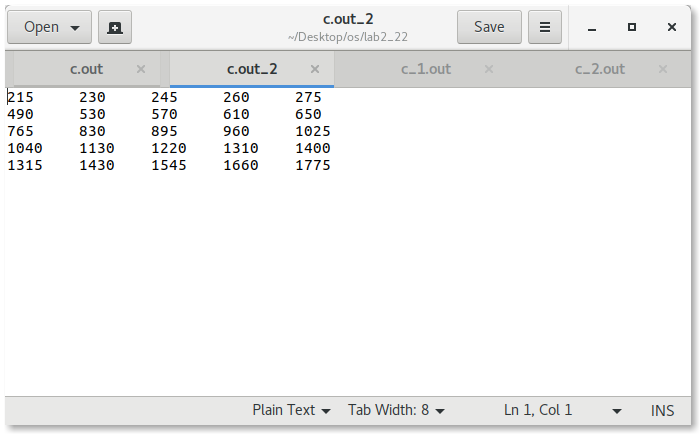 Open
c.out_2
~/Desktop/os/lab2_22
Save
c.out
c.out_2
c_1.out
c_2.out
215 230 245 260 275
490 530 570 610 650
765 830 895 960 1025
1040 1130 1220 1310 1400
1315 1430 1545 1660 1775
Plain Text Tab Width: 8 Ln 1, Col 1 INS